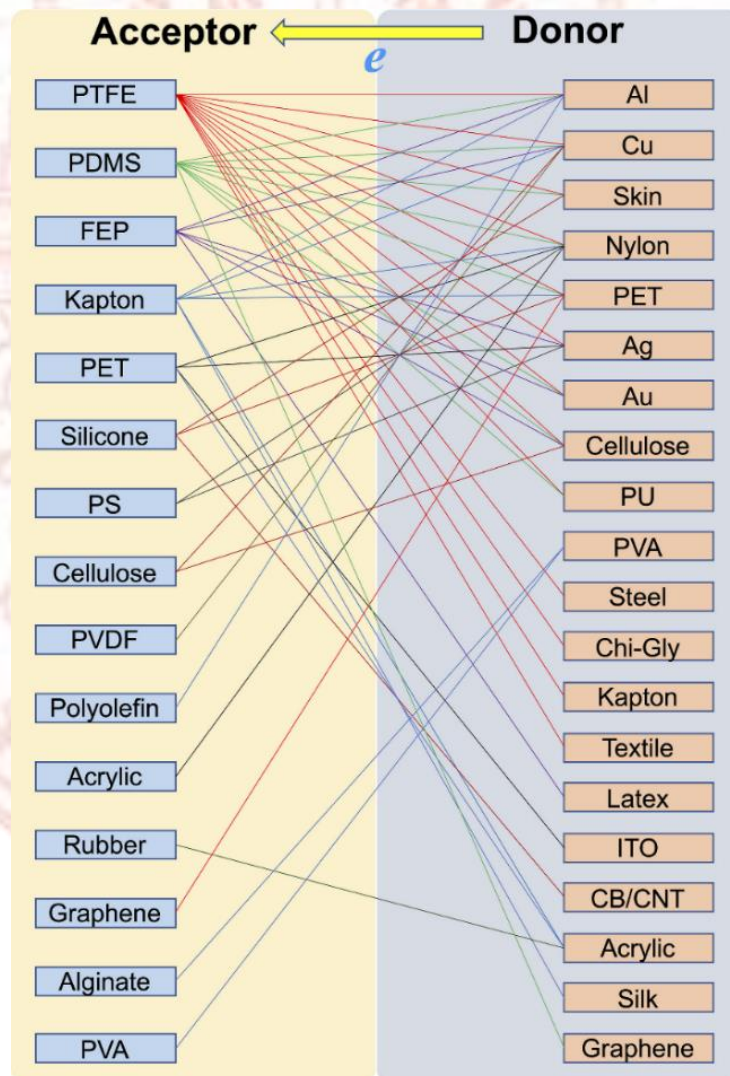 Acceptor
Donor
e
PTFE
PDMS
FEP
Kapton
PET
Silicone
PS
Cellulose
PVDF
Polyolefin
Acrylic
Rubber
Graphene
Alginate
PVA
Al
Cu
Skin
Nylon
PET
Ag
Au
Cellulose
PU
PVA
Steel
Chi-Gly
Kapton
Textile
Latex
ITO
CB/CNT
Acrylic
Silk
Graphene